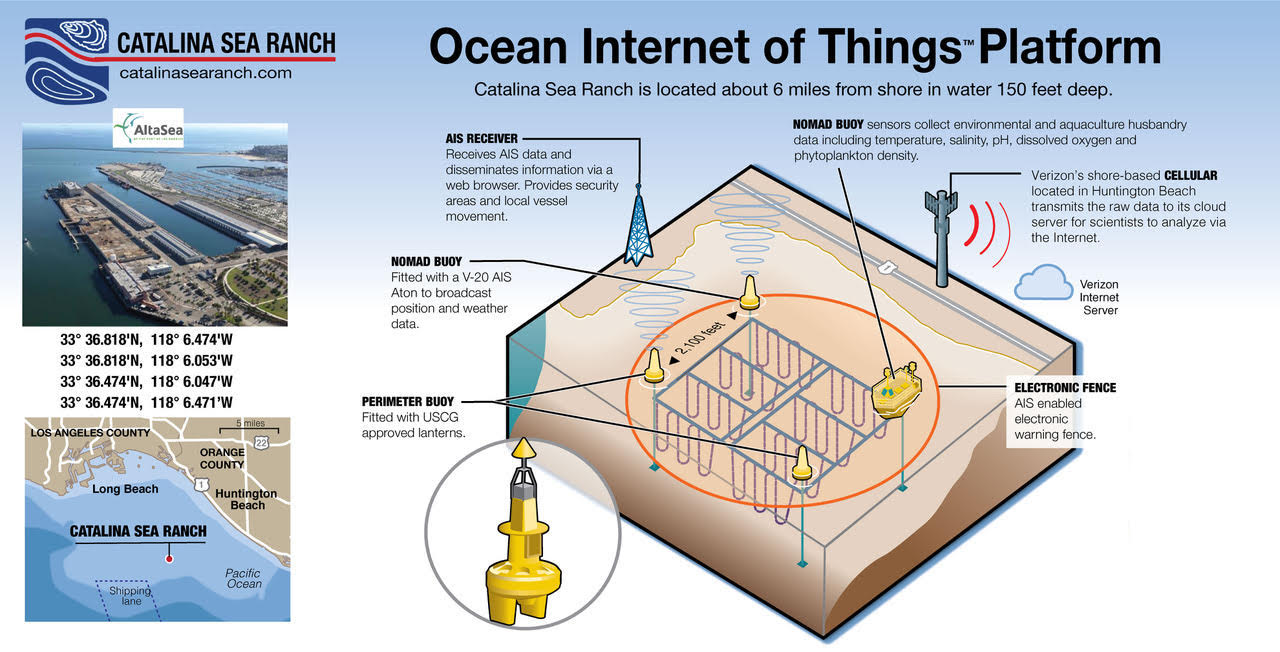 CATALINA SEA RANCH
catalinasearanch.com
Ocean Internet of Things™ Platform
Catalina Sea Ranch is located about 6 miles from shore in water 150 feet deep.
AltaSea
33° 36.818'N, 118° 6.474'W
33° 36.818'N, 118° 6.053'W
33° 36.474'N, 118° 6.047'W
33° 36.474'N, 118° 6.471'W
LOS ANGELES COUNTY
5 miles
22
ORANGE
COUNTY
1
Long Beach
Huntington
Beach
CATALINA SEA RANCH
Pacific
Ocean
Shipping
lane
AIS RECEIVER
Receives AIS data and
disseminates information via a
web browser. Provides security
areas and local vessel
movement.
NOMAD BUOY
Fitted with a V-20 AIS
Aton to broadcast
position and weather
data.
PERIMETER BUOY
Fitted with USCG
approved lanterns.
NOMAD BUOY sensors collect environmental and aquaculture husbandry
data including temperature, salinity, pH, dissolved oxygen and
phytoplankton density.
Verizon's shore-based CELLULAR
located in Huntington Beach
transmits the raw data to its cloud
server for scientists to analyze via
the Internet.
Verizon
Internet
Server
1
2,100 feet
ELECTRONIC FENCE
AIS enabled
electronic
warning fence.